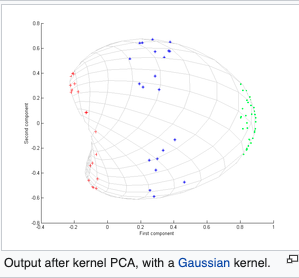 0.8
0.6
0.4
0.2
0
-0.2
-0.4
-0.6
-0.8
Second component
-0.4 -0.2 0 0.2 0.4 0.6 0.8 1
First component
Output after kernel PCA, with a Gaussian kernel.